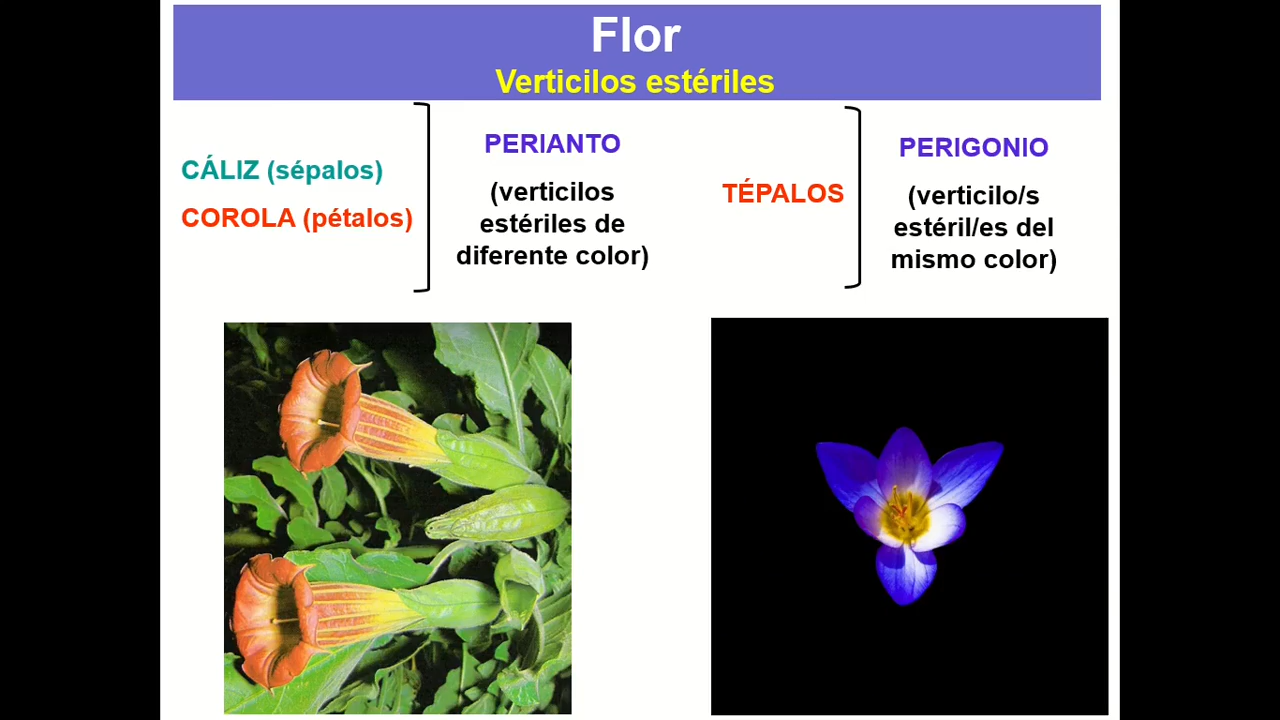 Flor
Verticilos estériles
CÁLIZ (sépalos)
COROLA (pétalos)
PERIANTO
(verticilos
estériles de
diferente color)
TÉPALOS
PERIGONIO
(verticilo/s
estéril/es del
mismo color)